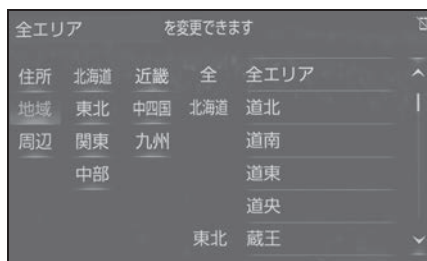 全エリア を変更できます
住所 北海道 近畿 全 全エリア
地域 東北 中四国 北海道 道北
周辺 関東 九州 道南
中部 道東
道央
東北 蔵王